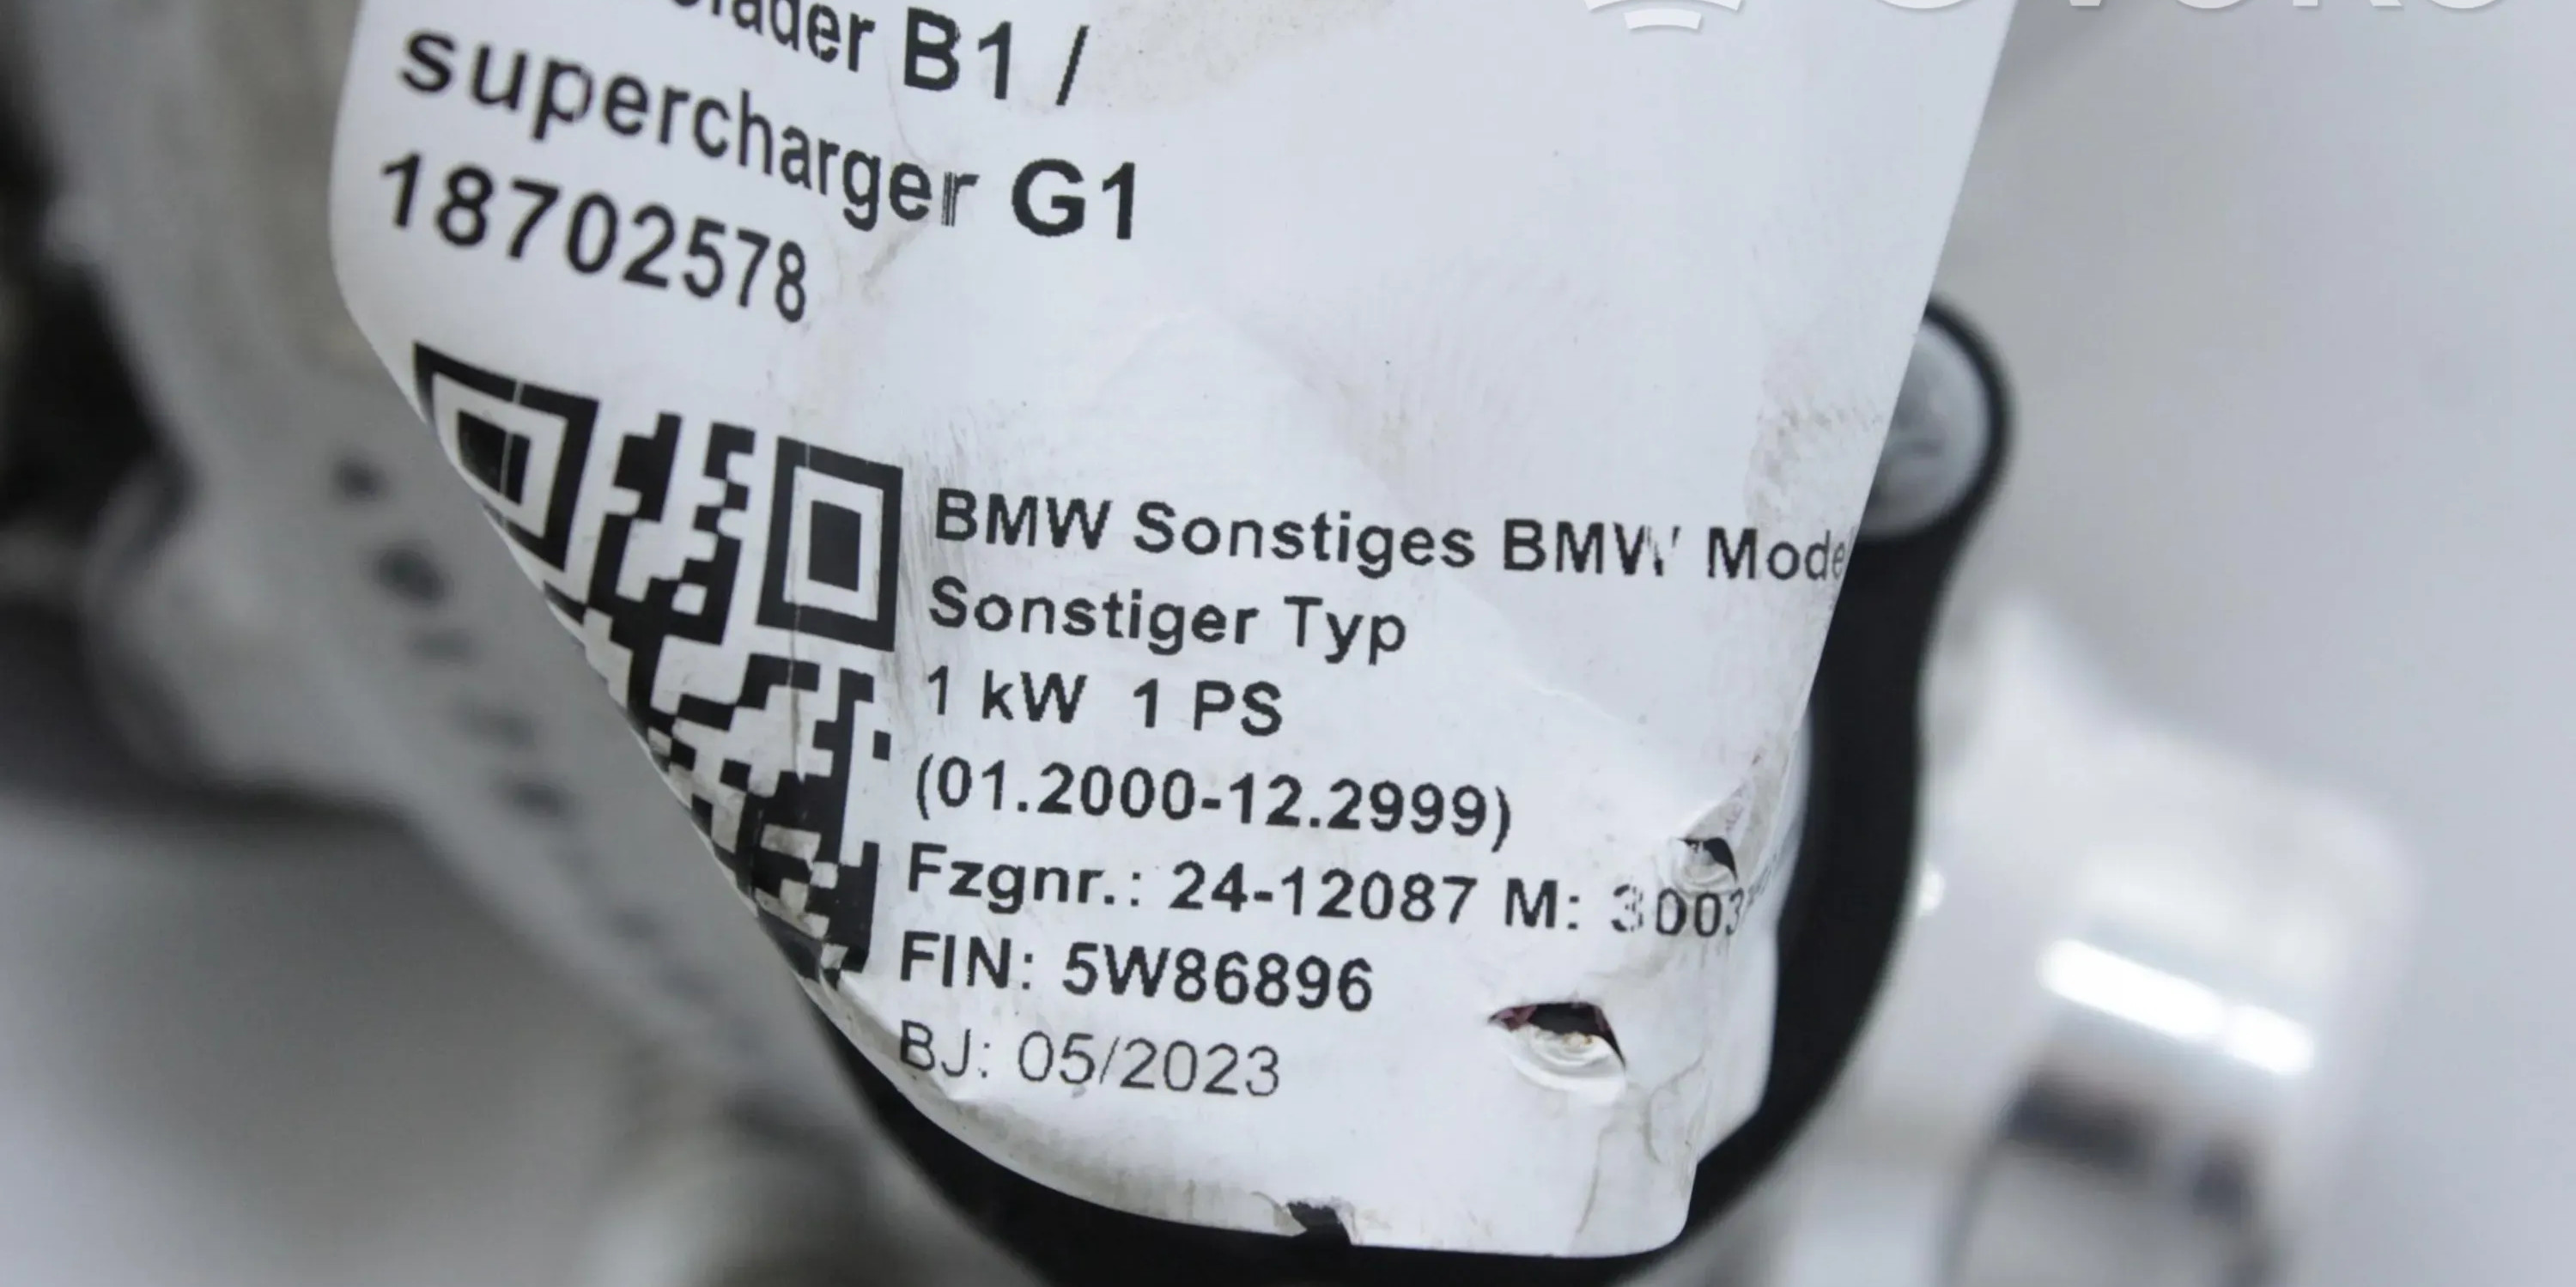 B1 /
supercharger G1
18702578
BMW Sonstiges BMW
Sonstiger Typ
1 kW 1 PS
(01.2000-12.2999)
Fzgnr.: 24-12087 M:
FIN: 5W86896
BJ: 05/2023